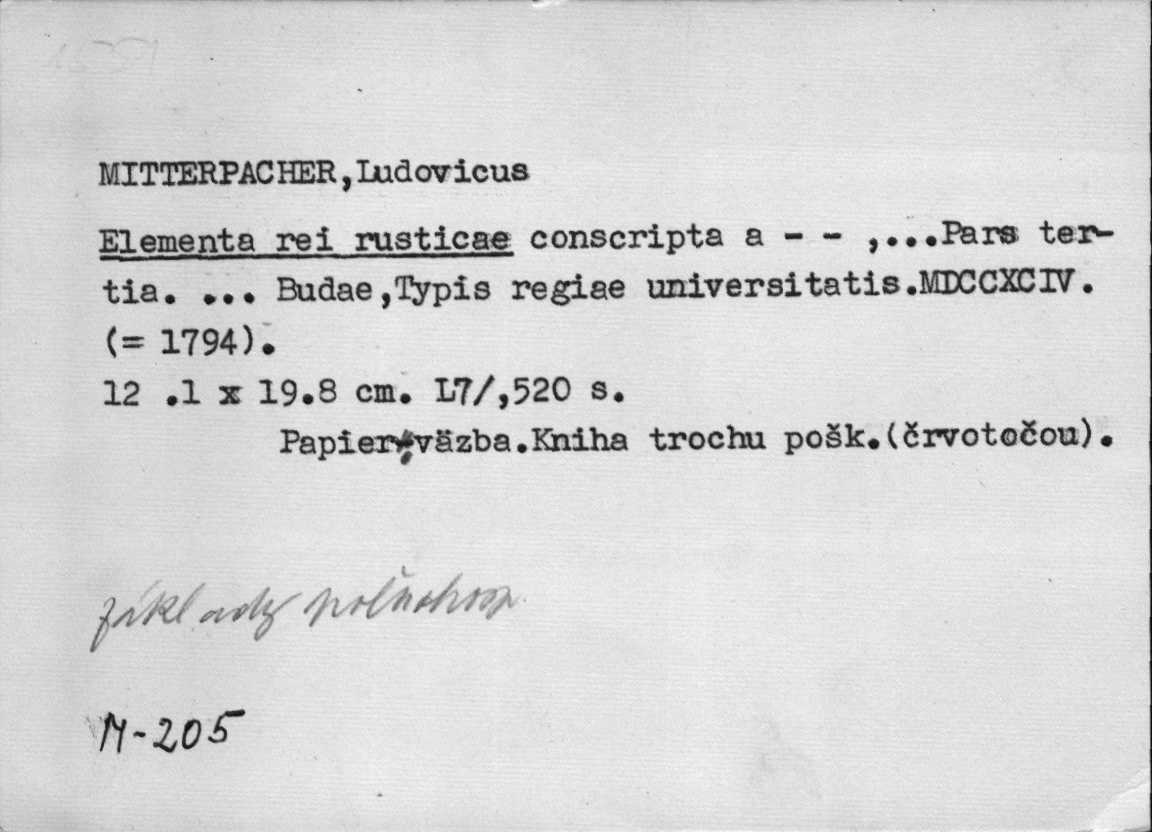 MITTERPACHER,Ludovicus
Elementa rei rusticae conscripta a - - ,...Pars ter-
tia. ... Budae,Typis regiae universitatis.MDCCXCIV.
(= 1794).
12 .1 x 19.8 cm. L7/,520 s.
Papier.väzba.Kniha trochu pošk.(črvotočou).
základy poľnohosp.
M-205